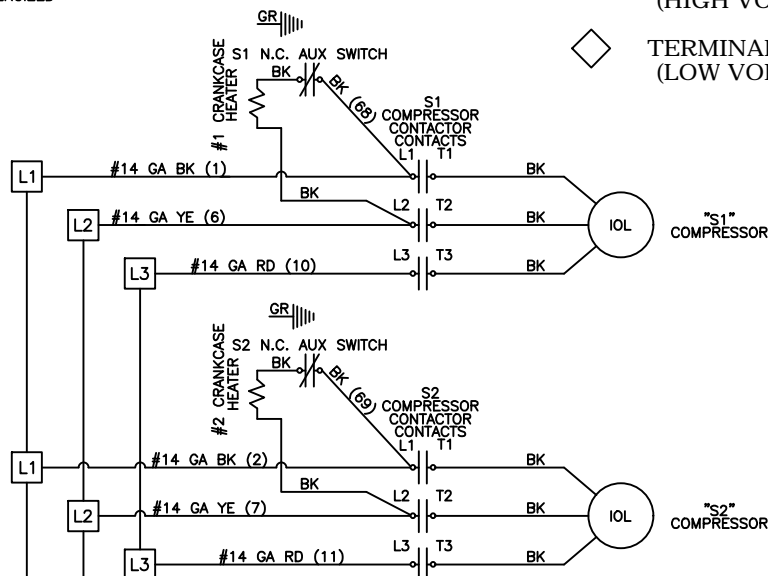 (HIGH
TERMINAL
(LOW
GR
S1 N.C. AUX SWITCH
BK
BK (68)
#1 CRANKCASE
HEATER
S1
COMPRESSOR
CONTACTOR
CONTACTS
L1 T1
L1
#14 GA BK (1)
BK
BK
L2 T2
L2
#14 GA YE (6)
BK
IOL
"S1"
COMPRESSOR
L3 T3
L3
#14 GA RD (10)
BK
GR
S2 N.C. AUX SWITCH
BK
BK (69)
#2 CRANKCASE
HEATER
S2
COMPRESSOR
CONTACTOR
CONTACTS
L1 T1
L1
#14 GA BK (2)
BK
BK
L2 T2
L2
#14 GA YE (7)
BK
IOL
"S2"
COMPRESSOR
L3 T3
L3
#14 GA RD (11)
BK